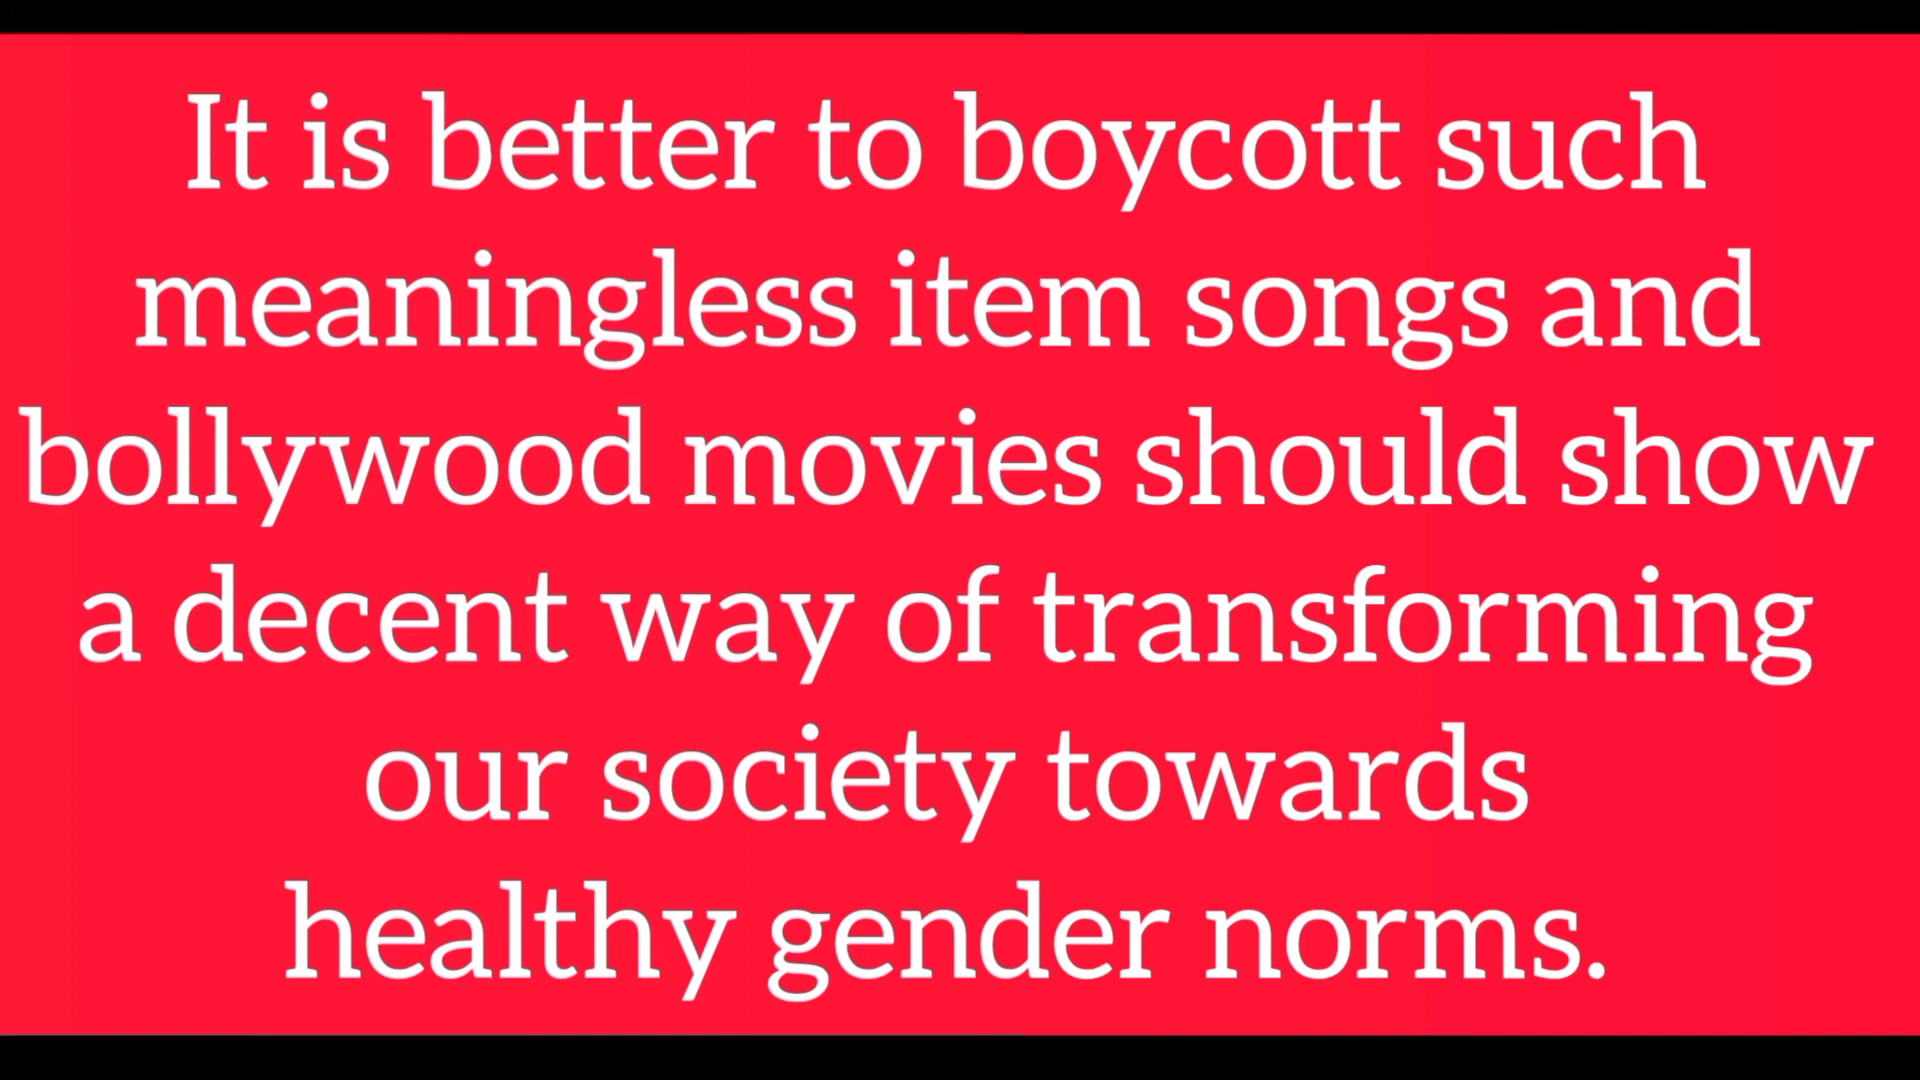 It is better to boycott such
meaningless item songs and
bollywood movies should show
a decent way of transforming
our society towards
healthy gender norms.